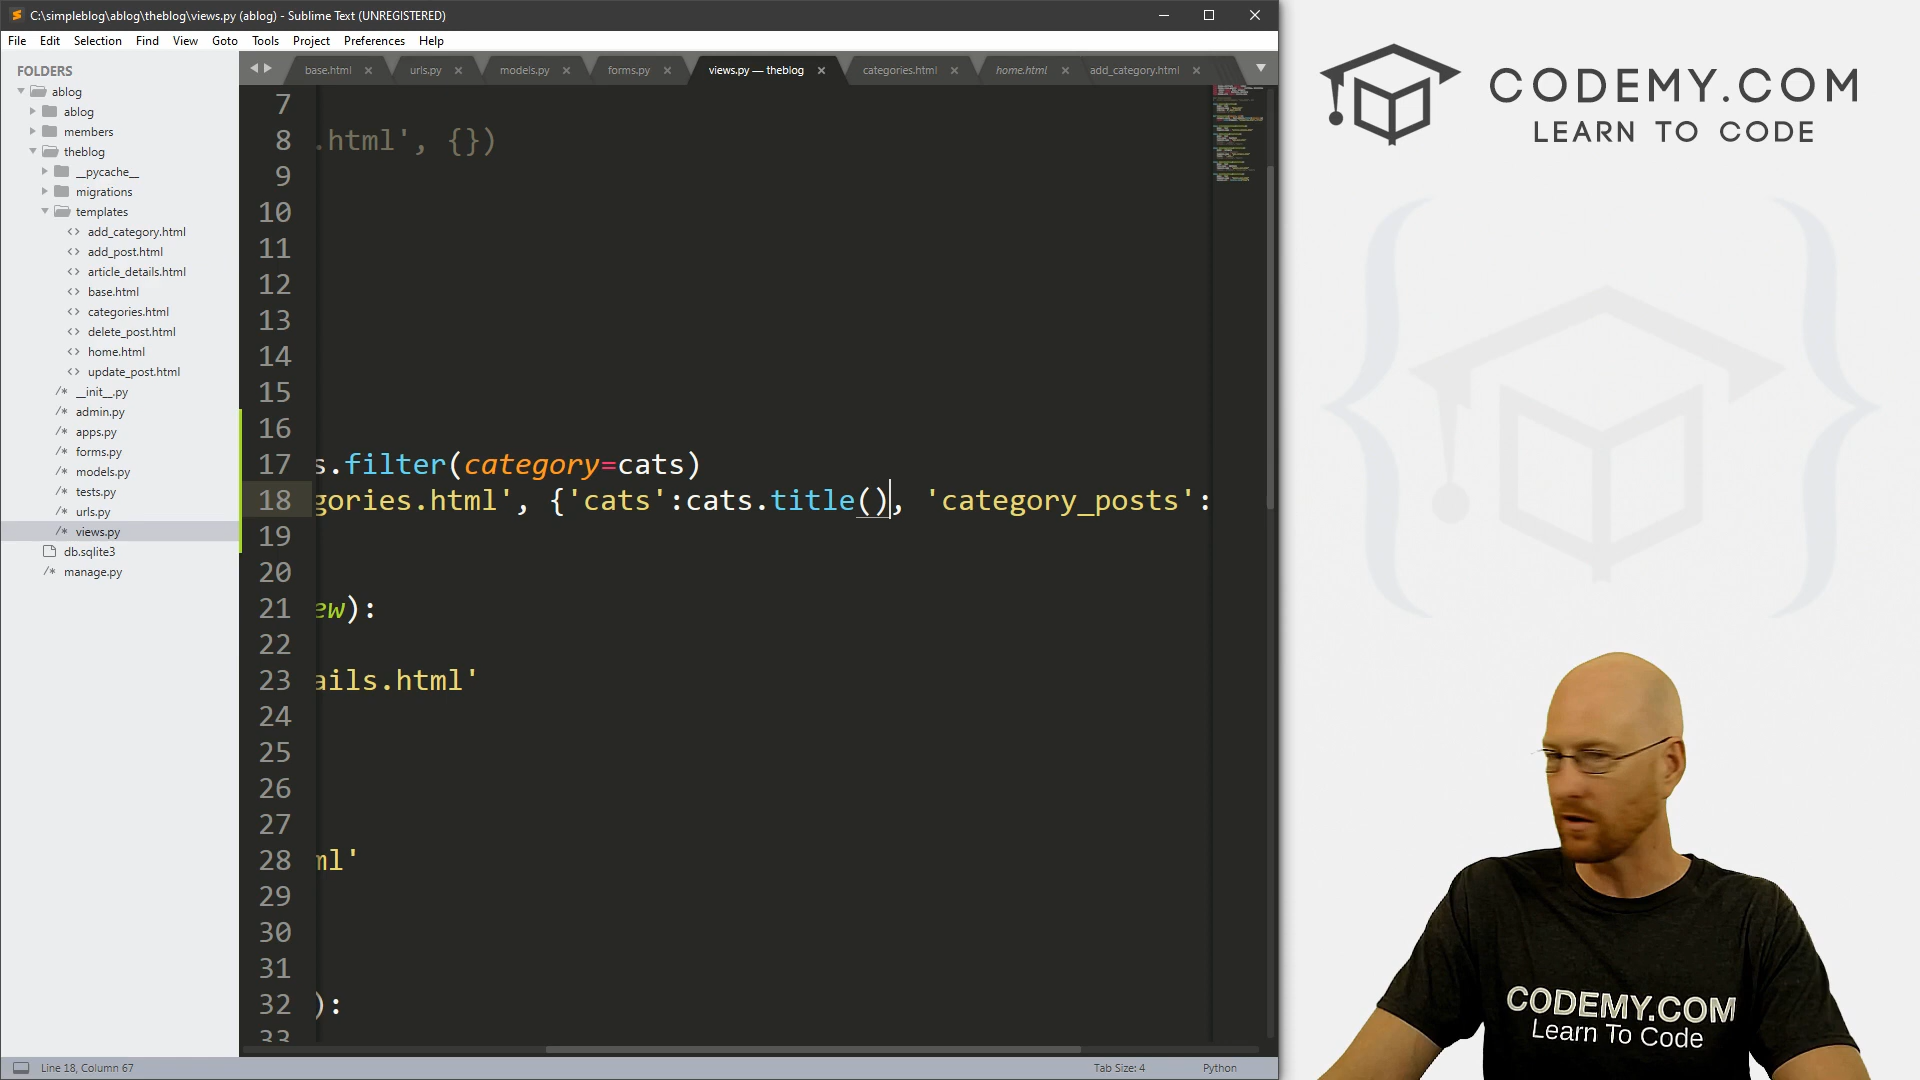 C:\simpleblog\ablog\theblog\views.py (ablog) - Sublime Text (UNREGISTERED)
File Edit Selection Find View Goto Tools Project Preferences Help
FOLDERS
ablog
ablog
members
theblog
__pycache__
migrations
templates
<> add_category.html
<> add_post.html
<> article_details.html
<> base.html
<> categories.html
<> delete_post.html
<> home.html
<> update_post.html
/* __init__.py
/* admin.py
/* apps.py
/* forms.py
/* models.py
/* tests.py
/* urls.py
/* views.py
db.sqlite3
/* manage.py
base.html urls.py models.py forms.py views.py — theblog categories.html home.html add_category.html
7
8 .html', {})
9
10
11
12
13
14
15
16
17 s.filter(category=cats)
18 gories.html', {'cats':cats.title(), 'category_posts':
19
20
21 ew):
22
23 ails.html'
24
25
26
27
28 ml'
29
30
31
32 ):
33
Line 18, Column 67
Tab Size: 4
Python
CODEMY.COM
LEARN TO CODE
CODEMY.COM
Learn To Code